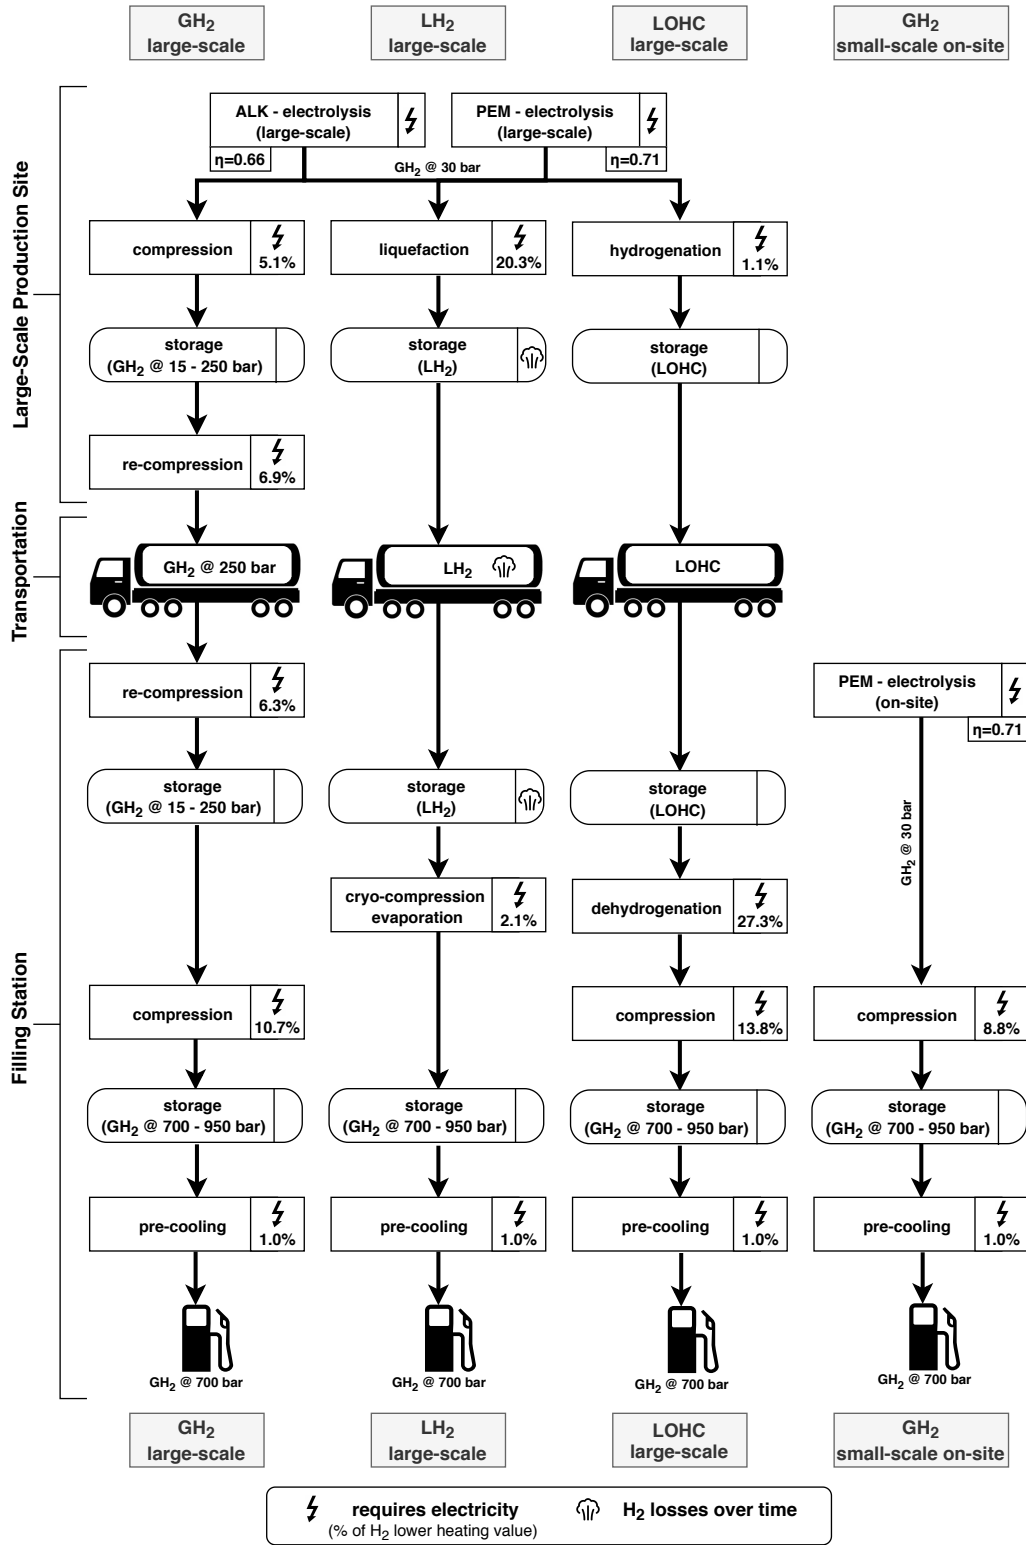 GH2
large-scale
LH2
large-scale
LOHC
large-scale
GH2
small-scale on-site
Large-Scale Production Site
ALK - electrolysis
(large-scale)
η=0.66
PEM - electrolysis
(large-scale)
η=0.71
GH2 @ 30 bar
compression
5.1%
liquefaction
20.3%
hydrogenation
1.1%
storage
(GH2 @ 15 - 250 bar)
storage
(LH2)
storage
(LOHC)
re-compression
6.9%
Transportation
GH2 @ 250 bar
LH2
LOHC
Filling Station
re-compression
6.3%
PEM - electrolysis
(on-site)
η=0.71
storage
(GH2 @ 15 - 250 bar)
storage
(LH2)
storage
(LOHC)
GH2 @ 30 bar
cryo-compression
evaporation
2.1%
dehydrogenation
27.3%
compression
10.7%
compression
13.8%
compression
8.8%
storage
(GH2 @ 700 - 950 bar)
storage
(GH2 @ 700 - 950 bar)
storage
(GH2 @ 700 - 950 bar)
storage
(GH2 @ 700 - 950 bar)
pre-cooling
1.0%
pre-cooling
1.0%
pre-cooling
1.0%
pre-cooling
1.0%
GH2 @ 700 bar
GH2 @ 700 bar
GH2 @ 700 bar
GH2 @ 700 bar
GH2
large-scale
LH2
large-scale
LOHC
large-scale
GH2
small-scale on-site
requires electricity
(% of H2 lower heating value)
H2 losses over time